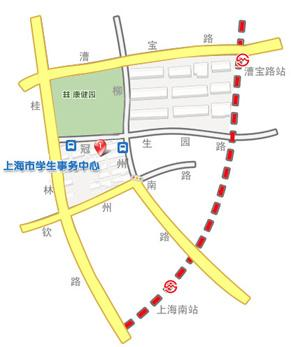 漕宝路
漕宝路站
康健园
桂林路
柳州路
冠生园路
上海市学生事务中心
钦州南路
上海南站